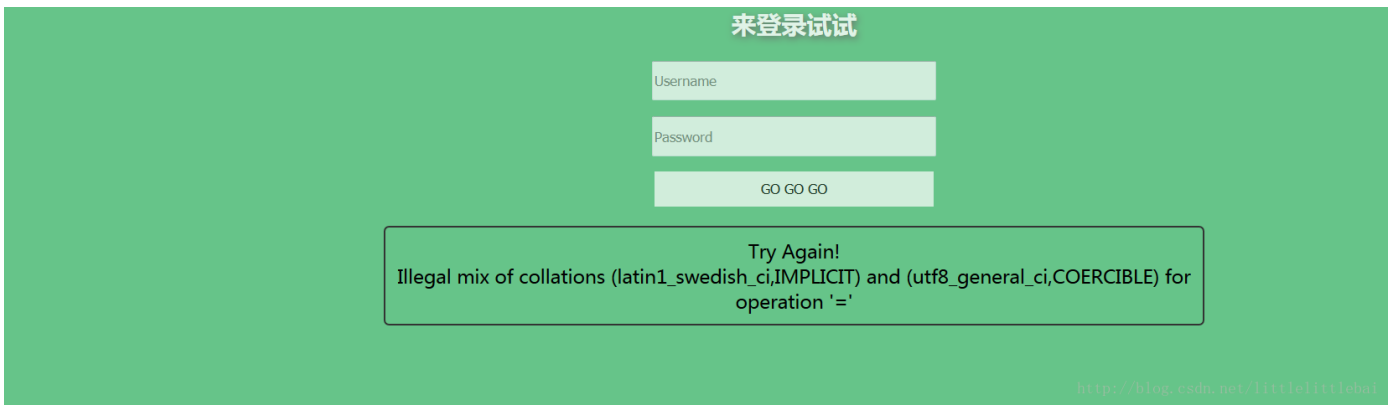 来登录试试
Username
Password
GO GO GO
Try Again!
Illegal mix of collations (latin1_swedish_ci,IMPLICIT) and (utf8_general_ci,COERCIBLE) for
operation '='
http://blog.csdn.net/littlelittlebai